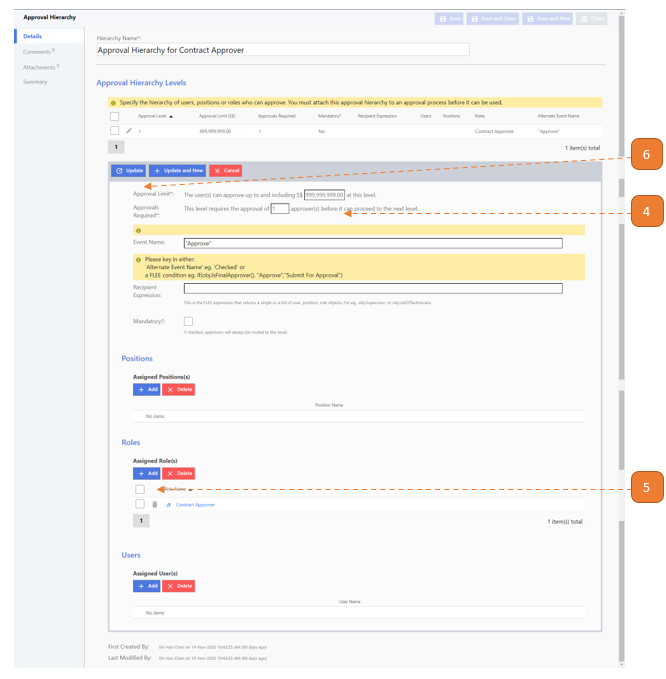 Approval Hierarchy
Save
Save and Close
Save and New
Close
Details
Comments 0
Attachments 0
Summary
Hierarchy Name*:
Approval Hierarchy for Contract Approver
Approval Hierarchy Levels
Specify the hierarchy of users, positions or roles who can approve. You must attach this approval hierarchy to an approval process before it can be used.
Approval Level Approval Limit (S$) Approvals Required Mandatory? Recipient Expression Users Positions Roles Alternate Event Name
1 999,999,999.00 1 No Contract Approver "Approve"
1 1 item(s) total
Update Update and New Cancel
6
Approval Limit*: The user(s) can approve up to and including S$ 999,999,999.00 at this level.
4
Approvals Required*: This level requires the approval of 1 approver(s) before it can proceed to the next level.
Event Name: "Approve"
Please key in either:
'Alternate Event Name' eg. 'Checked' or
a FLEE condition eg. If(obj.IsFinalApprover(), "Approve","Submit For Approval")
Recipient
Expression:
This is the FLEE expression that returns a single or a list of user, position, role objects. For eg. obj.Supervisor, or obj.ListOfTechnicians
Mandatory?:
If checked, approvers will always be routed to this level.
Positions
Assigned Positions(s)
Add Delete
Position Name
No items
Roles
Assigned Role(s)
Add Delete
Role Name
5
Contract Approver
1 1 item(s) total
Users
Assigned User(s)
Add Delete
User Name
No items
First Created By: Shi Hao Chan on 19-Nov-2020 10:40:55 AM (98 days ago)
Last Modified By: Shi Hao Chan on 19-Nov-2020 10:40:55 AM (98 days ago)